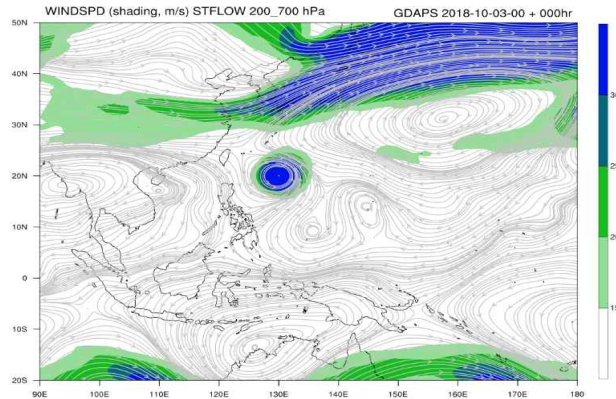 WINDSPD (shading, m/s) STFLOW 200_700 hPa
GDAPS 2018-10-03-00 + 000hr
50N
40N
30N
20N
10N
0
10S
20S
90E
100E
110E
120E
130E
140E
150E
160E
170E
180